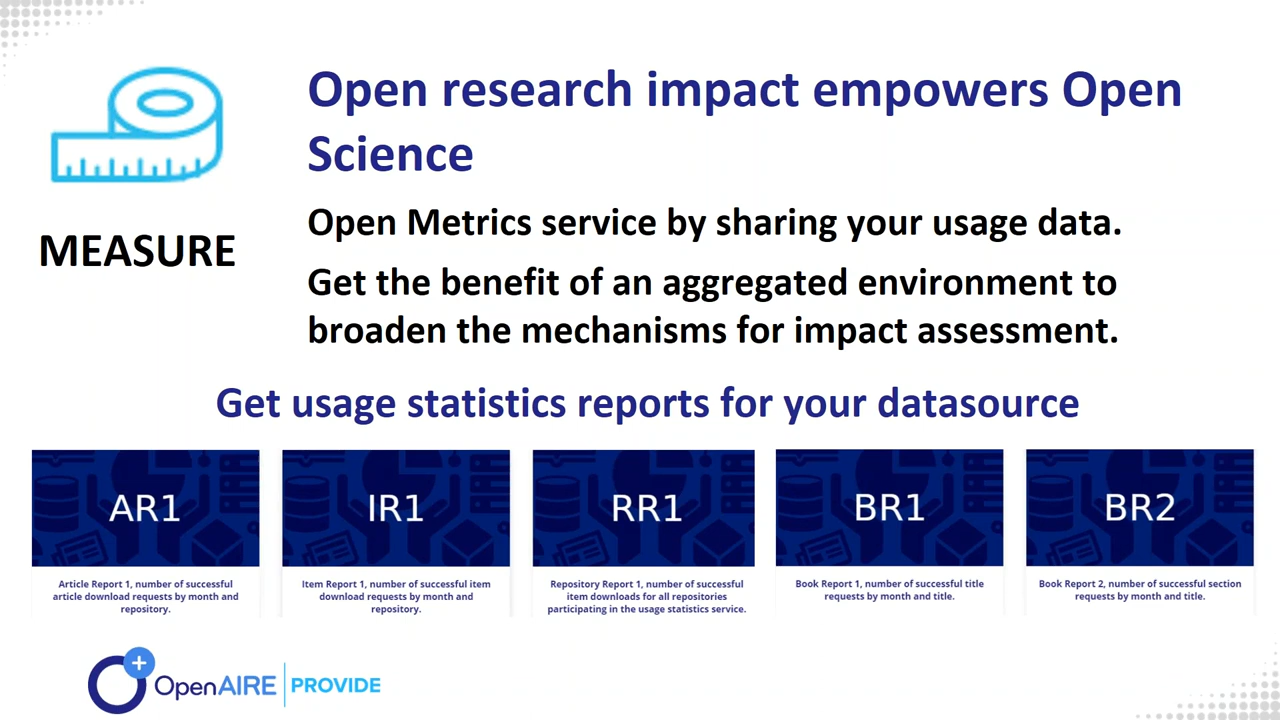 Open research impact empowers Open
Science
MEASURE
Open Metrics service by sharing your usage data.
Get the benefit of an aggregated environment to
broaden the mechanisms for impact assessment.
Get usage statistics reports for your datasource
AR1
Article Report 1, number of successful
article download requests by month and
repository.
IR1
Item Report 1, number of successful item
download requests by month and
repository.
RR1
Repository Report 1, number of successful
item downloads for all repositories
participating in the usage statistics service.
BR1
Book Report 1, number of successful title
requests by month and title.
BR2
Book Report 2, number of successful section
requests by month and title.
OpenAIRE PROVIDE